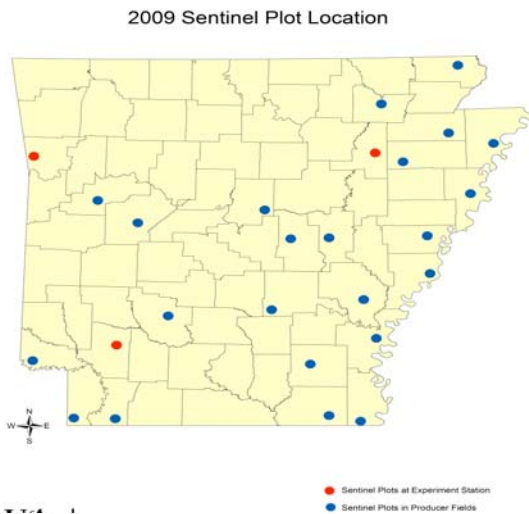 2009 Sentinel Plot Location
N
W E
S
Sentinel Plots at Experiment Station
Sentinel Plots in Producer Fields